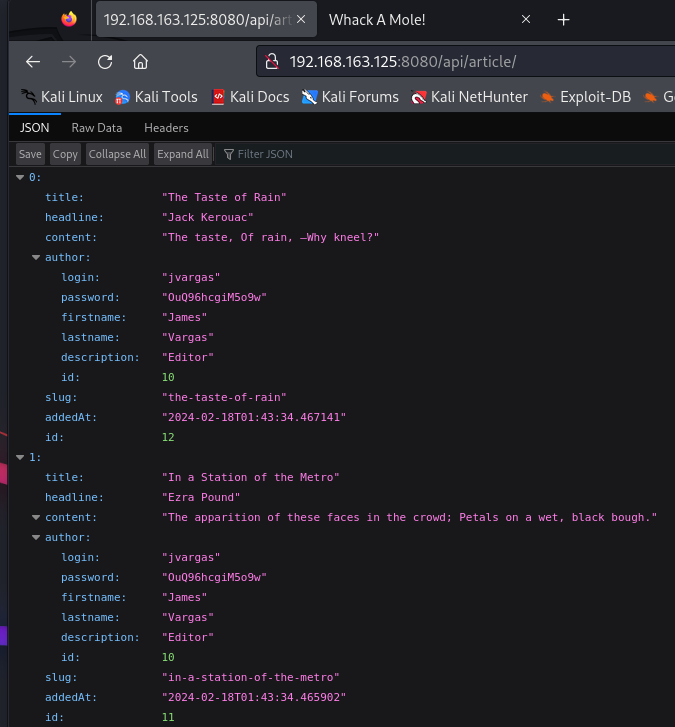 192.168.163.125:8080/api/art
Whack A Mole!
192.168.163.125:8080/api/article/
Kali Linux Kali Tools Kali Docs Kali Forums Kali NetHunter Exploit-DB G
JSON Raw Data Headers
Save Copy Collapse All Expand All Filter JSON
0:
title: "The Taste of Rain"
headline: "Jack Kerouac"
content: "The taste, Of rain, —Why kneel?"
author:
login: "jvargas"
password: "OuQ96hcgiM5o9w"
firstname: "James"
lastname: "Vargas"
description: "Editor"
id: 10
slug: "the-taste-of-rain"
addedAt: "2024-02-18T01:43:34.467141"
id: 12
1:
title: "In a Station of the Metro"
headline: "Ezra Pound"
content: "The apparition of these faces in the crowd; Petals on a wet, black bough."
author:
login: "jvargas"
password: "OuQ96hcgiM5o9w"
firstname: "James"
lastname: "Vargas"
description: "Editor"
id: 10
slug: "in-a-station-of-the-metro"
addedAt: "2024-02-18T01:43:34.465902"
id: 11